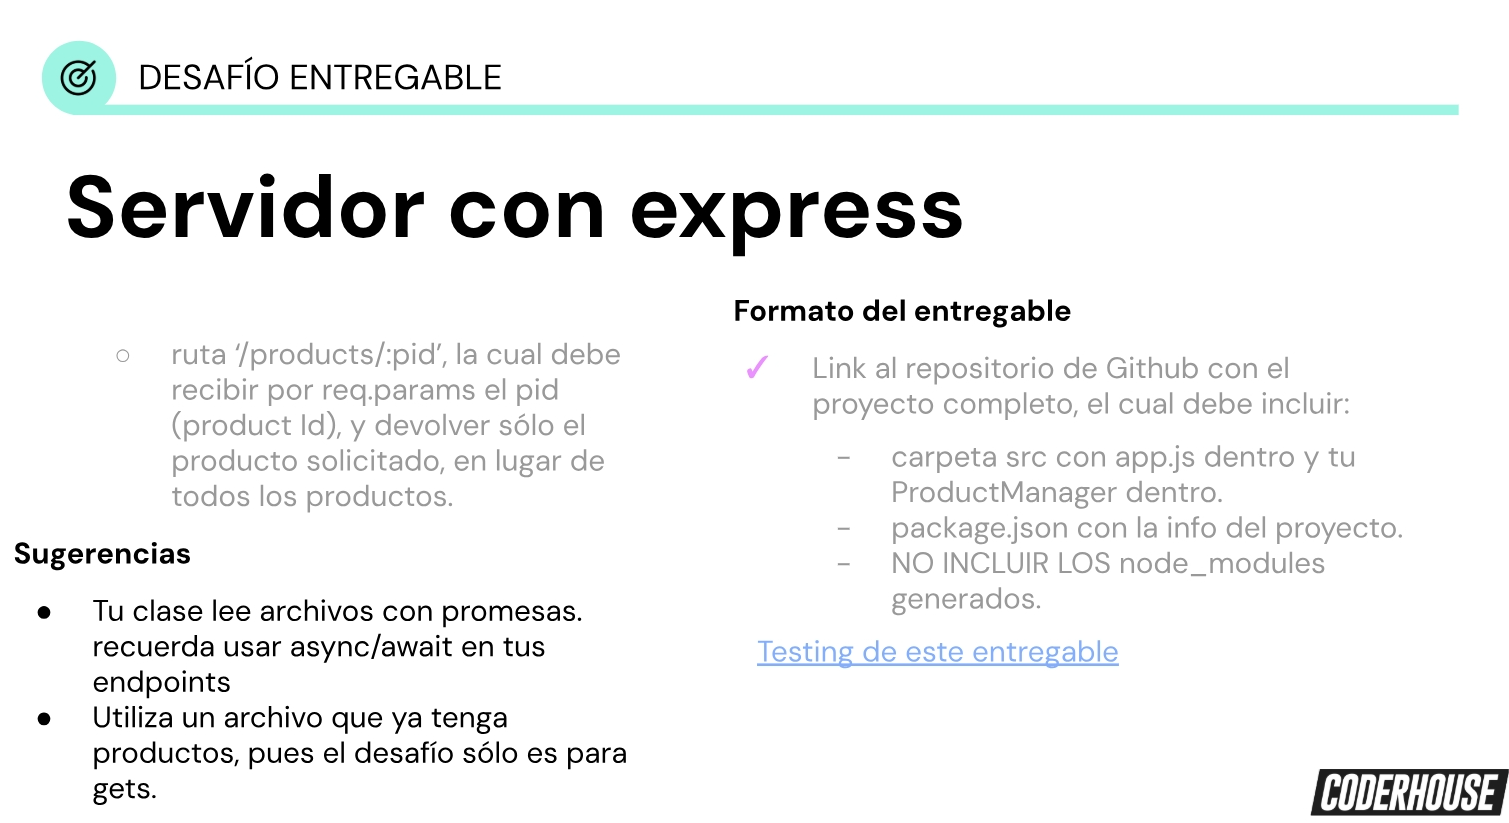 DESAFÍO ENTREGABLE
Servidor con express
○ ruta ‘/products/:pid’, la cual debe
recibir por req.params el pid
(product Id), y devolver sólo el
producto solicitado, en lugar de
todos los productos.
Sugerencias
● Tu clase lee archivos con promesas.
recuerda usar async/await en tus
endpoints
● Utiliza un archivo que ya tenga
productos, pues el desafío sólo es para
gets.
Formato del entregable
✓ Link al repositorio de Github con el
proyecto completo, el cual debe incluir:
- carpeta src con app.js dentro y tu
ProductManager dentro.
- package.json con la info del proyecto.
- NO INCLUIR LOS node_modules
generados.
Testing de este entregable
CODERHOUSE